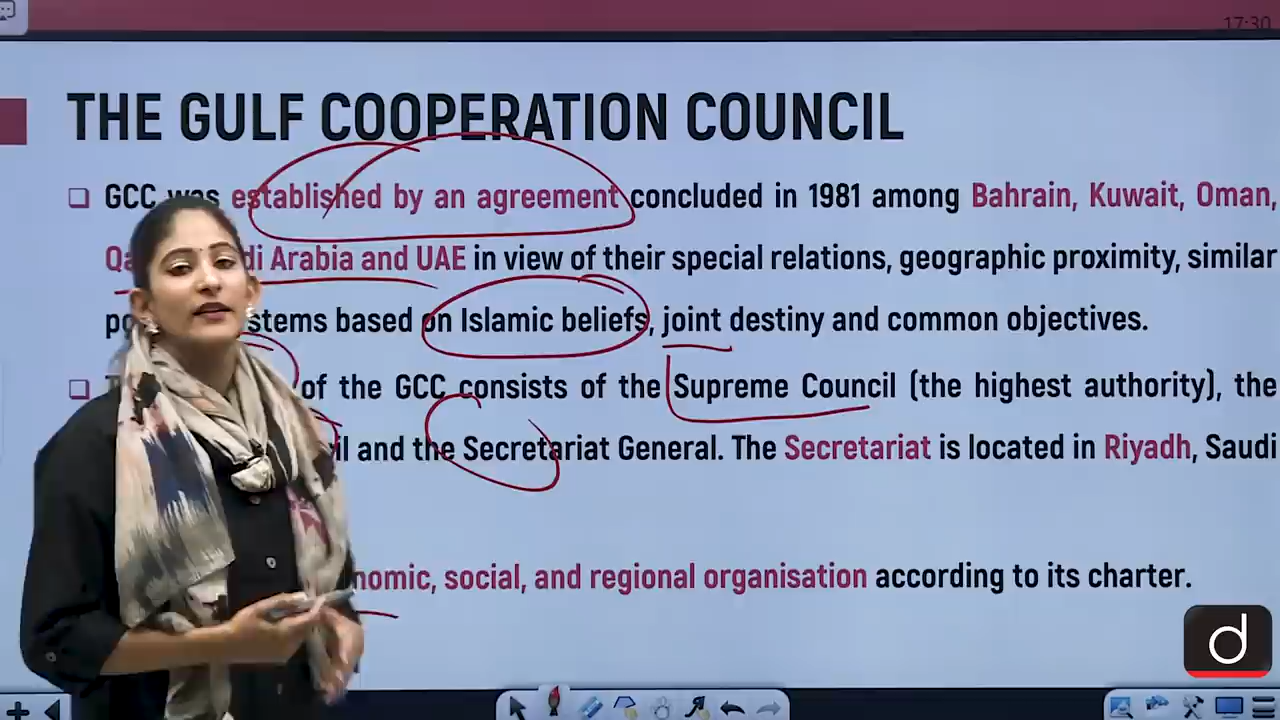 17:30
THE GULF COOPERATION COUNCIL
GCC was established by an agreement concluded in 1981 among Bahrain, Kuwait, Oman,
Arabia and UAE in view of their special relations, geographic proximity, similar
based on Islamic beliefs, joint destiny and common objectives.
of the GCC consists of the Supreme Council (the highest authority), the
and the Secretariat General. The Secretariat is located in Riyadh, Saudi
social, and regional organisation according to its charter.
d